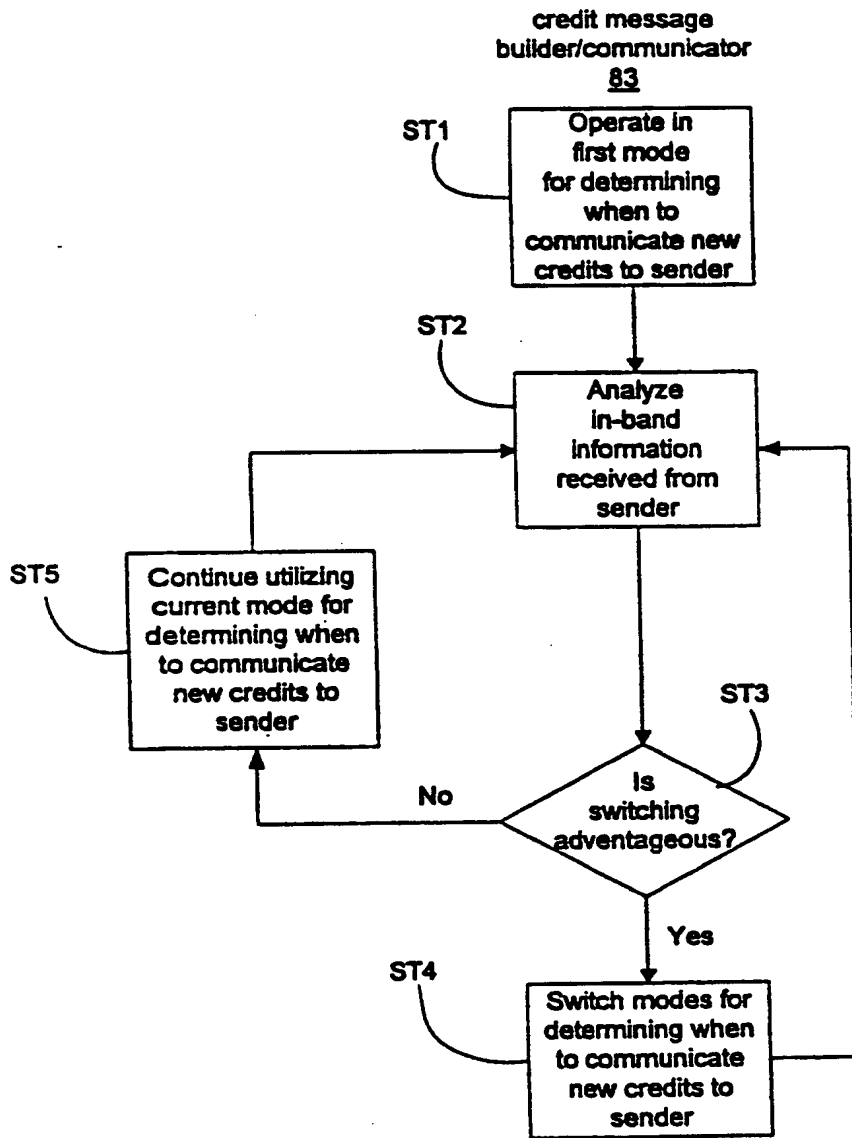 credit message
builder/communicator
83
ST1
Operate in
first mode
for determining
when to
communicate new
credits to sender
ST2
Analyze
in-band
information
received from
sender
ST5
Continue utilizing
current mode for
determining when
to communicate
new credits to
sender
ST3
Is
switching
adventageous?
No
Yes
ST4
Switch modes for
determining when
to communicate
new credits to
sender